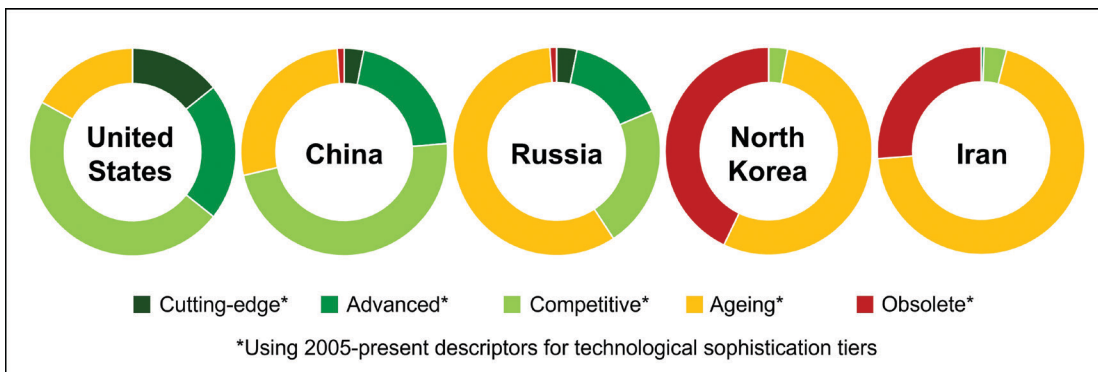 United
States
China
Russia
North
Korea
Iran
Cutting-edge* Advanced* Competitive* Ageing* Obsolete*
*Using 2005-present descriptors for technological sophistication tiers